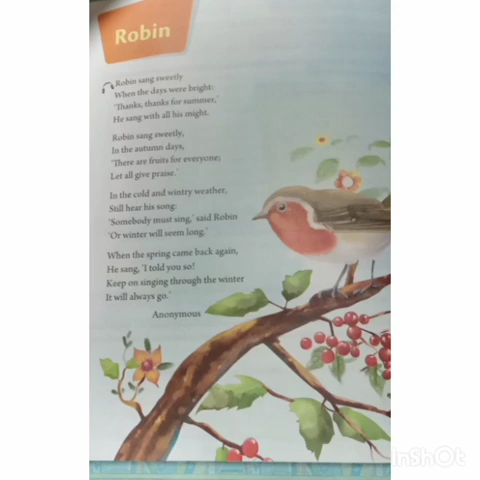 Robin
Robin sang sweetly
When the days were bright:
'Thanks, thanks for summer,'
He sang with all his might.
Robin sang sweetly,
In the autumn days,
'There are fruits for everyone;
Let all give praise.'
In the cold and wintry weather,
Still hear his song:
'Somebody must sing,' said Robin
'Or winter will seem long.'
When the spring came back again,
He sang, 'I told you so!
Keep on singing through the winter
It will always go.'
Anonymous
InShOt